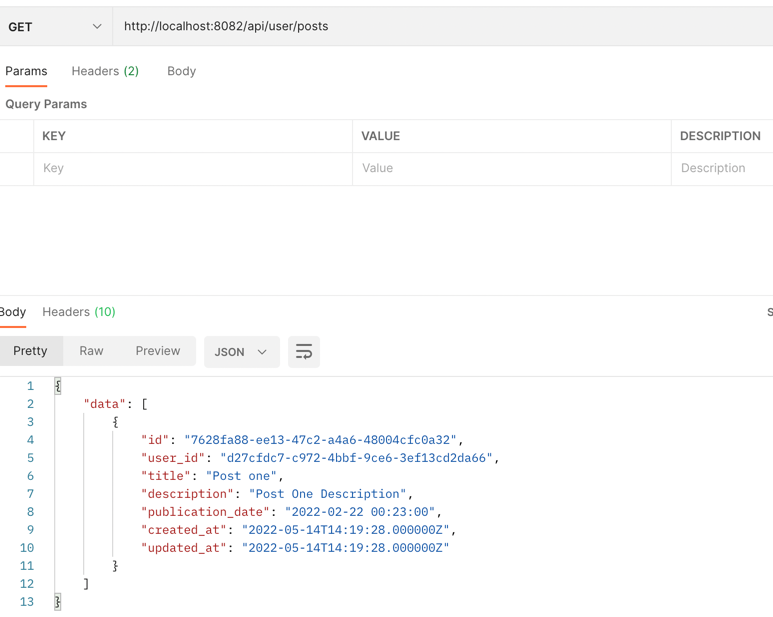 GET http://localhost:8082/api/user/posts
Params Headers (2) Body
Query Params
KEY VALUE DESCRIPTION
Key Value Description
Body Headers (10) S
Pretty Raw Preview JSON
1 {
2 "data": [
3 {
4 "id": "7628fa88-ee13-47c2-a4a6-48004cfc0a32",
5 "user_id": "d27cfdc7-c972-4bbf-9ce6-3ef13cd2da66",
6 "title": "Post one",
7 "description": "Post One Description",
8 "publication_date": "2022-02-22 00:23:00",
9 "created_at": "2022-05-14T14:19:28.000000Z",
10 "updated_at": "2022-05-14T14:19:28.000000Z"
11 }
12 ]
13 }